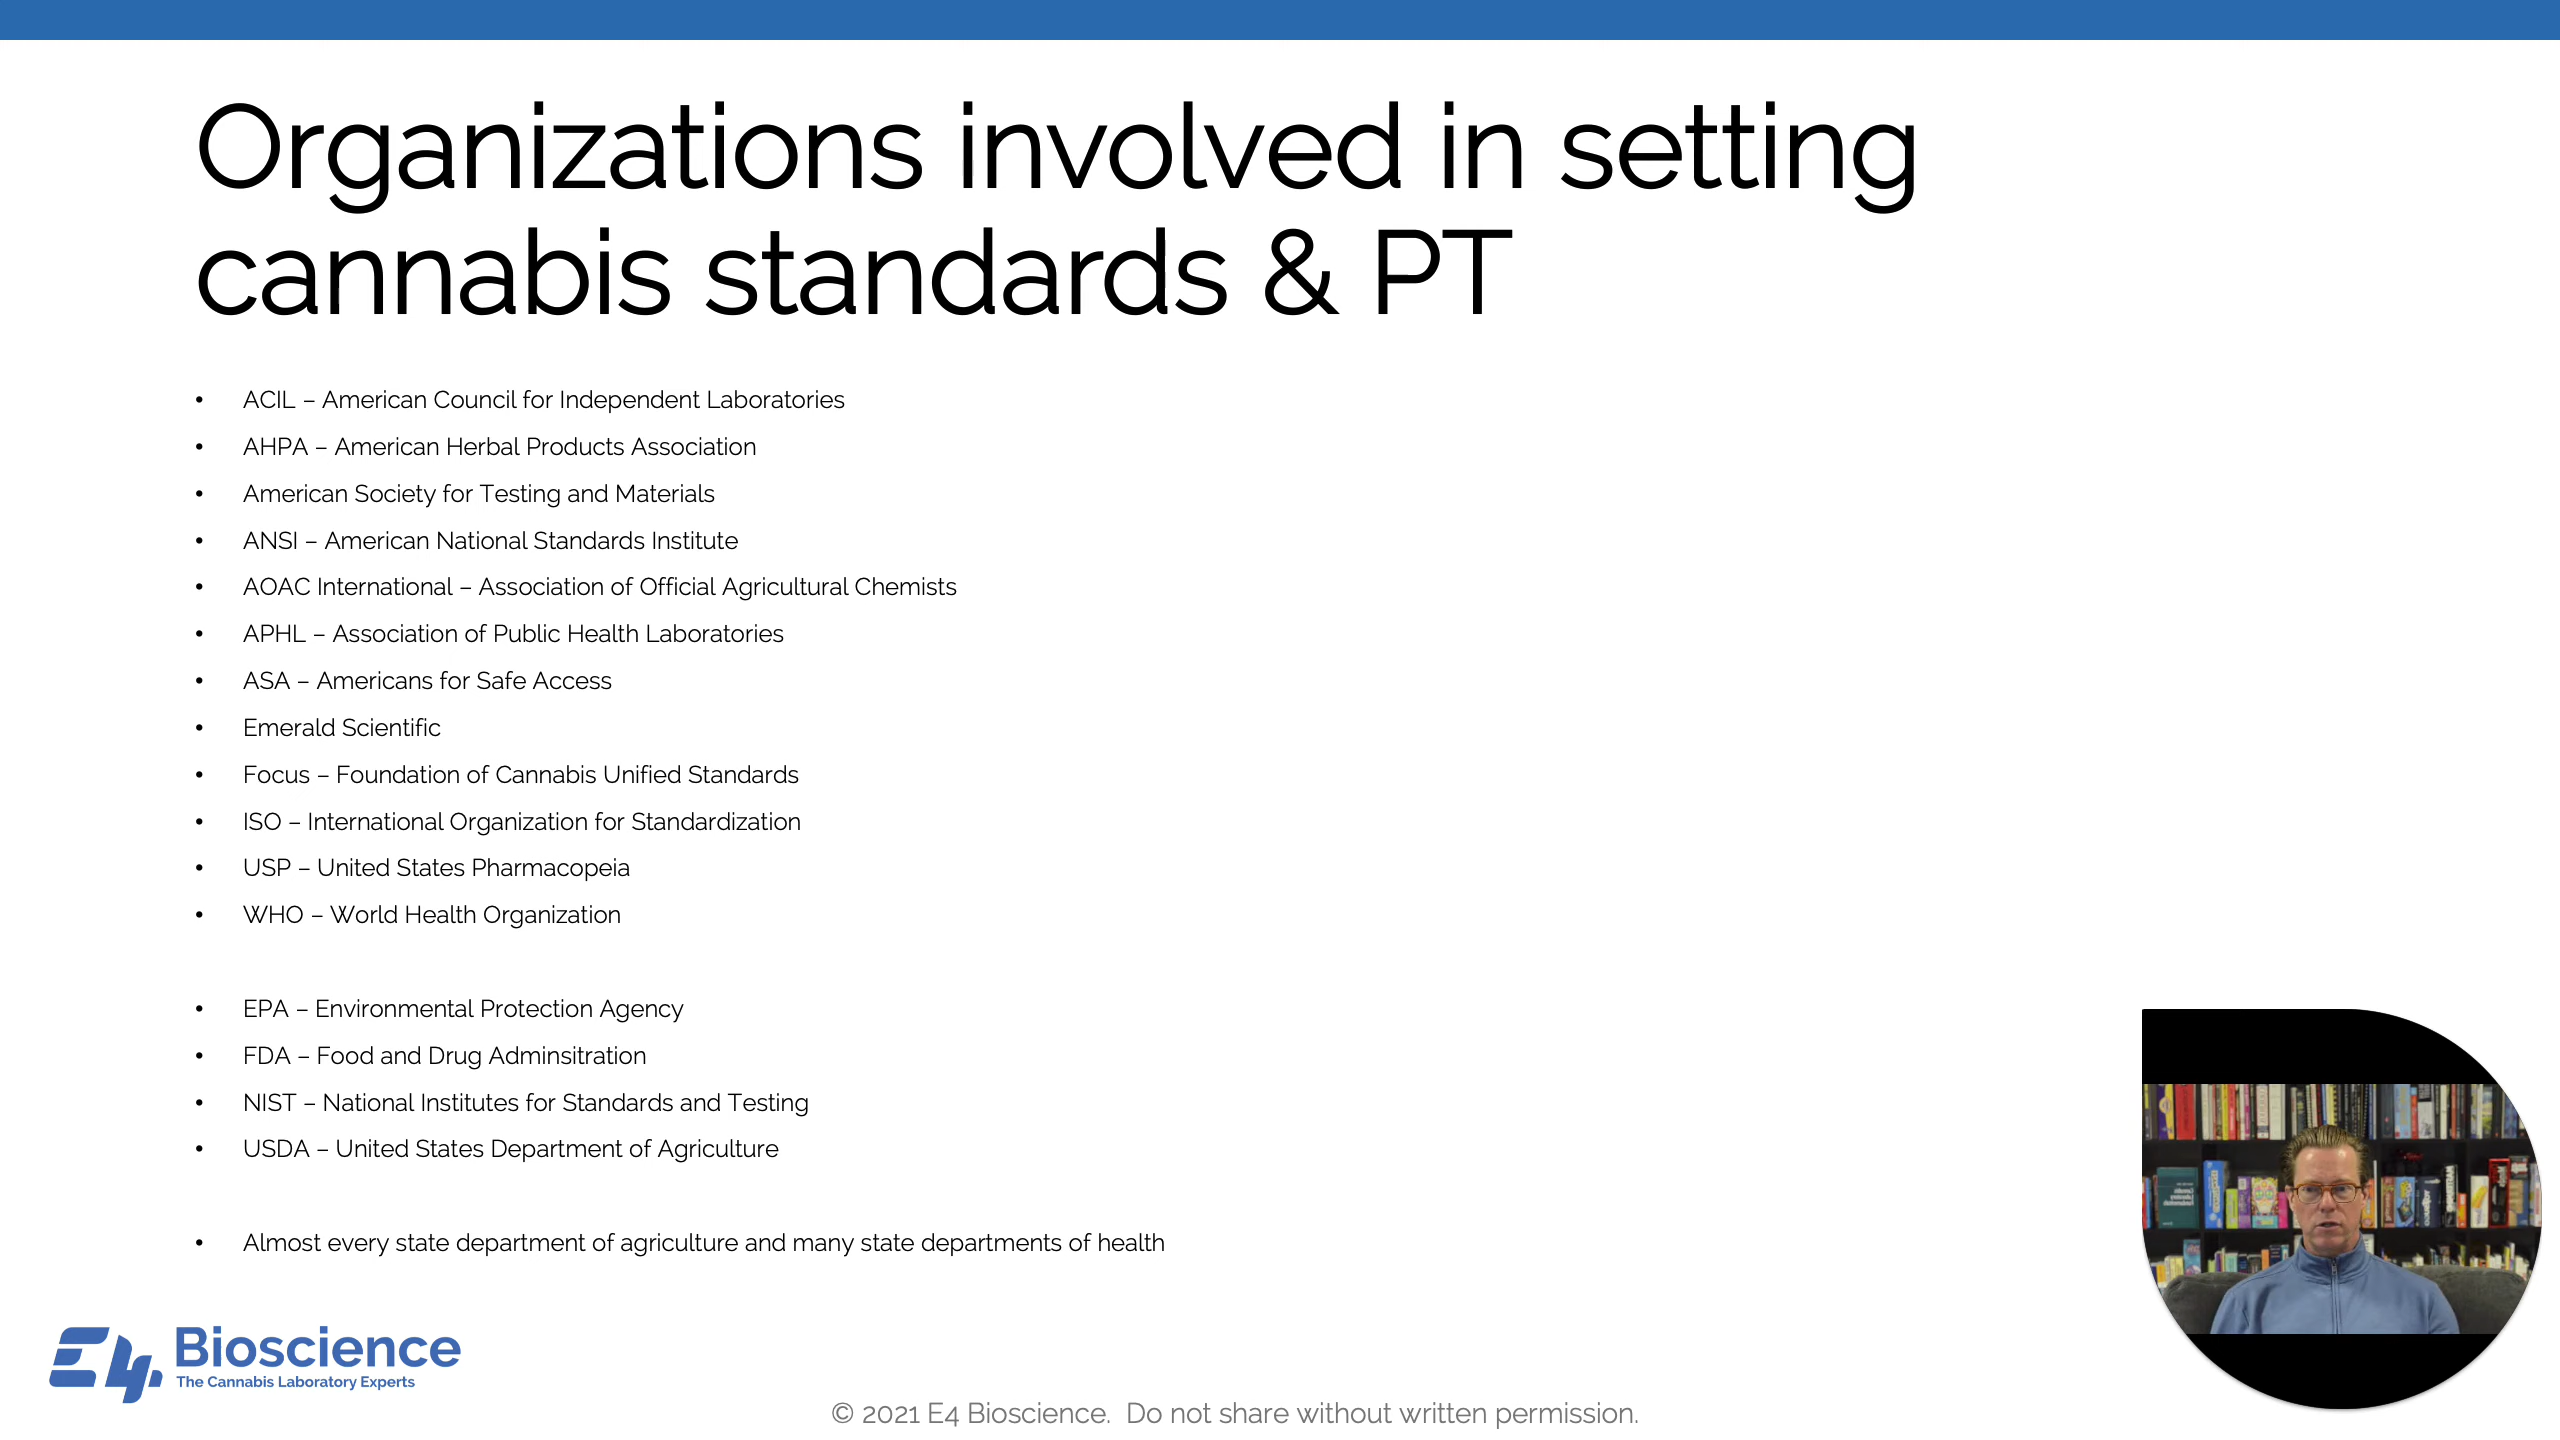 Organizations involved in setting
cannabis standards & PT
• ACIL – American Council for Independent Laboratories
• AHPA – American Herbal Products Association
• American Society for Testing and Materials
• ANSI – American National Standards Institute
• AOAC International – Association of Official Agricultural Chemists
• APHL – Association of Public Health Laboratories
• ASA – Americans for Safe Access
• Emerald Scientific
• Focus – Foundation of Cannabis Unified Standards
• ISO – International Organization for Standardization
• USP – United States Pharmacopeia
• WHO – World Health Organization
• EPA – Environmental Protection Agency
• FDA – Food and Drug Adminsitration
• NIST – National Institutes for Standards and Testing
• USDA – United States Department of Agriculture
• Almost every state department of agriculture and many state departments of health
E4 Bioscience
The Cannabis Laboratory Experts
© 2021 E4 Bioscience. Do not share without written permission.